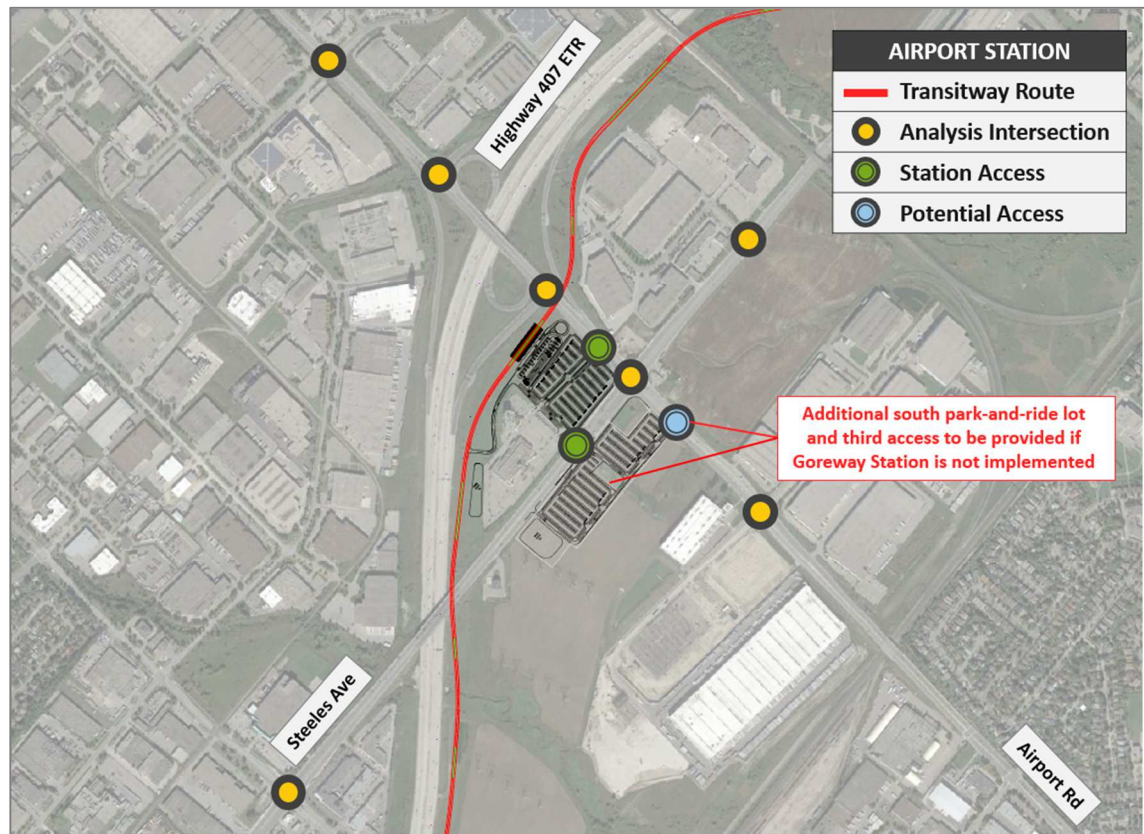 Highway 407 ETR
AIRPORT STATION
Transitway Route
Analysis Intersection
Station Access
Potential Access
Additional south park-and-ride lot
and third access to be provided if
Goreway Station is not implemented
Steeles Ave
Airport Rd